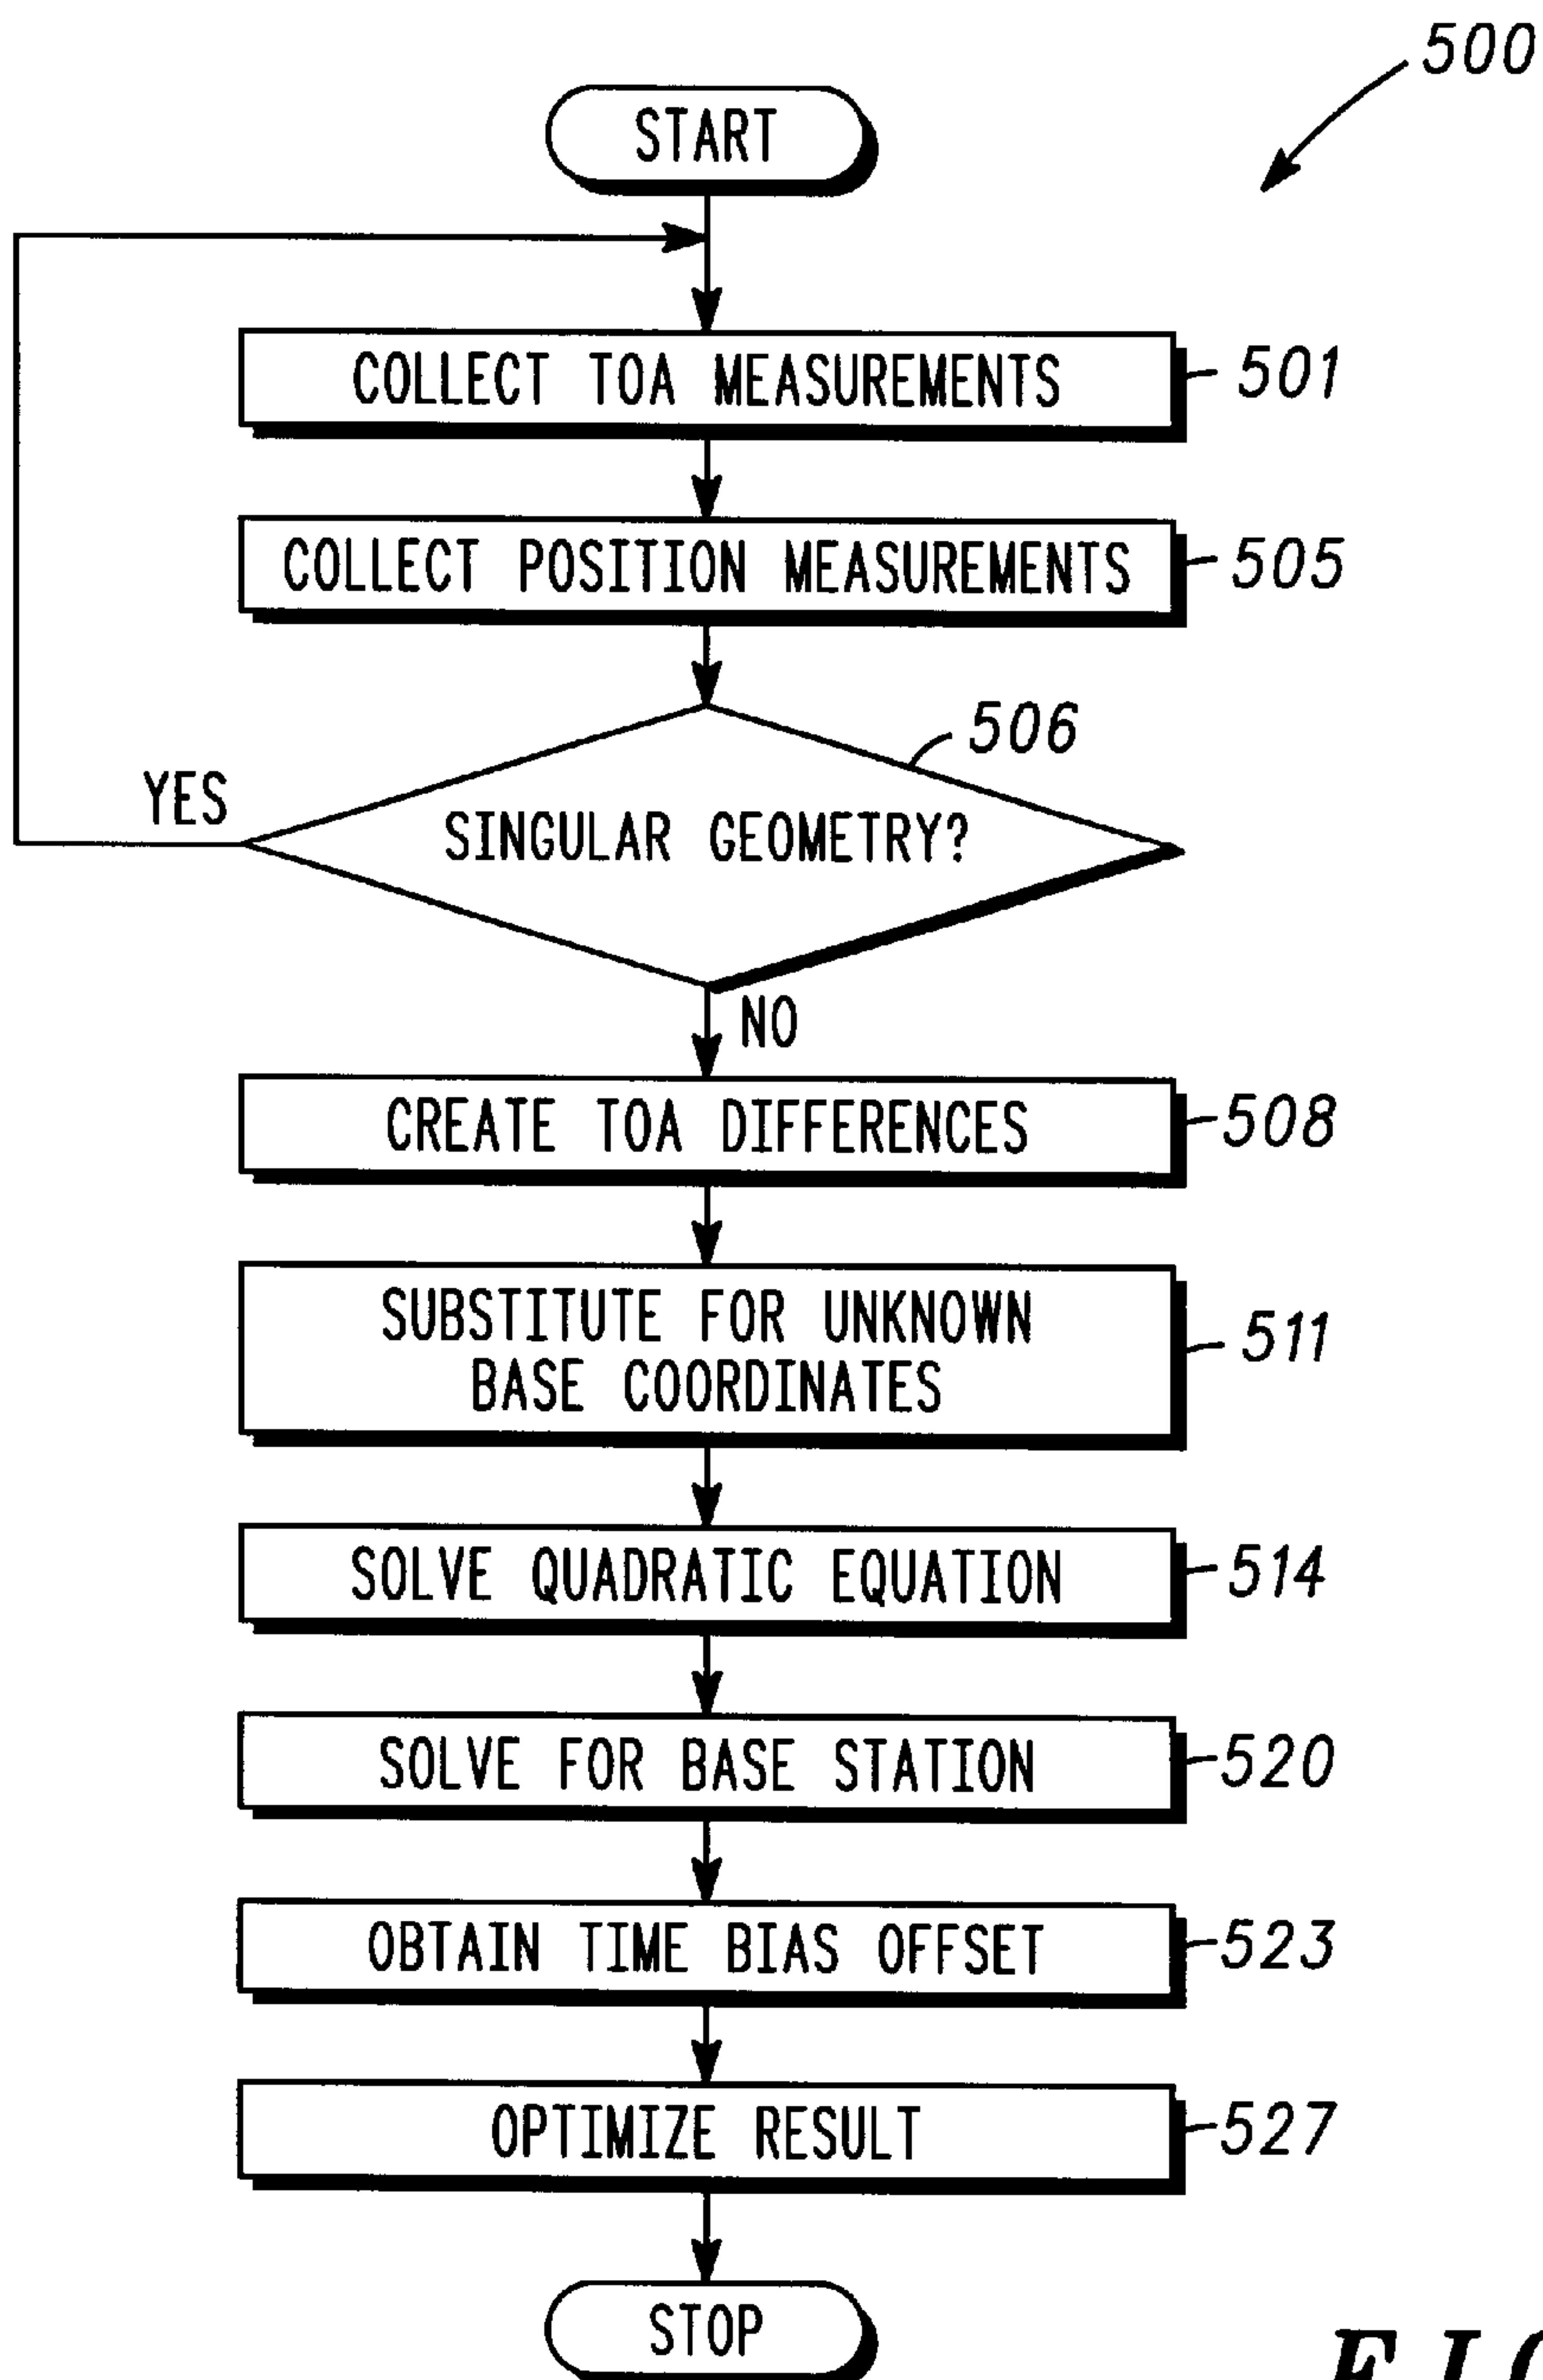 500
START
COLLECT TOA MEASUREMENTS
501
COLLECT POSITION MEASUREMENTS
505
506
YES
SINGULAR GEOMETRY?
NO
CREATE TOA DIFFERENCES
508
SUBSTITUTE FOR UNKNOWN
BASE COORDINATES
511
SOLVE QUADRATIC EQUATION
514
SOLVE FOR BASE STATION
520
OBTAIN TIME BIAS OFFSET
523
OPTIMIZE RESULT
527
STOP